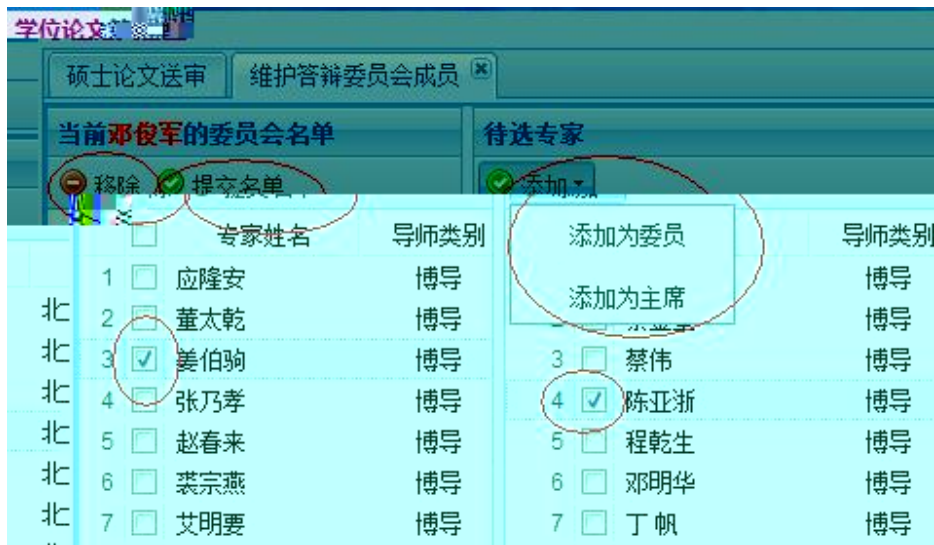 学位论文
硕士论文送审 维护答辩委员会成员
当前邓俊军的委员会名单 待选专家
移除 提交名单 添加
专家姓名 导师类别 添加为委员 导师类别
1 应隆安 博导 博导
北 2 董太乾 博导 添加为主席 博导
北 3 姜伯驹 博导 3 蔡伟 博导
北 4 张乃孝 博导 4 陈亚浙 博导
北 5 赵春来 博导 5 程乾生 博导
北 6 裘宗燕 博导 6 邓明华 博导
北 7 艾明要 博导 7 丁帆 博导